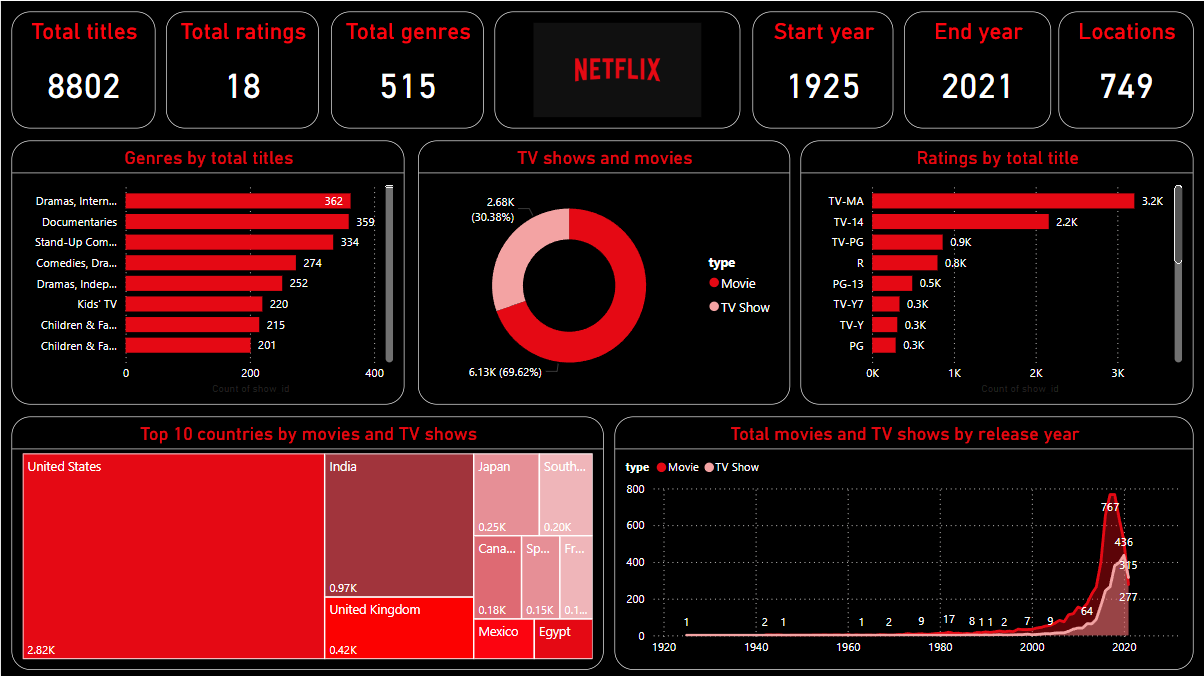 Total titles
8802
Total ratings
18
Total genres
515
NETFLIX
Start year
1925
End year
2021
Locations
749
Genres by total titles
Dramas, Intern...
362
Documentaries
359
Stand-Up Com...
334
Comedies, Dra...
274
Dramas, Indep...
252
Kids' TV
220
Children & Fa...
215
Children & Fa...
201
0 200 400
Count of show_id
TV shows and movies
2.68K
(30.38%)
6.13K (69.62%)
type
Movie
TV Show
Ratings by total title
TV-MA
3.2K
TV-14
2.2K
TV-PG
0.9K
R
0.8K
PG-13
0.5K
TV-Y7
0.3K
TV-Y
0.3K
PG
0.3K
0K 1K 2K 3K
Count of show_id
Top 10 countries by movies and TV shows
United States
2.82K
India
0.97K
United Kingdom
0.42K
Japan
0.25K
South...
0.20K
Cana...
0.18K
Sp...
0.15K
Fr...
0.1...
Mexico
Egypt
Total movies and TV shows by release year
type Movie TV Show
800
600
400
200
0
767
436
315
277
64
1 2 1 1 2 9 17 8 1 1 2 7 9
1920 1940 1960 1980 2000 2020